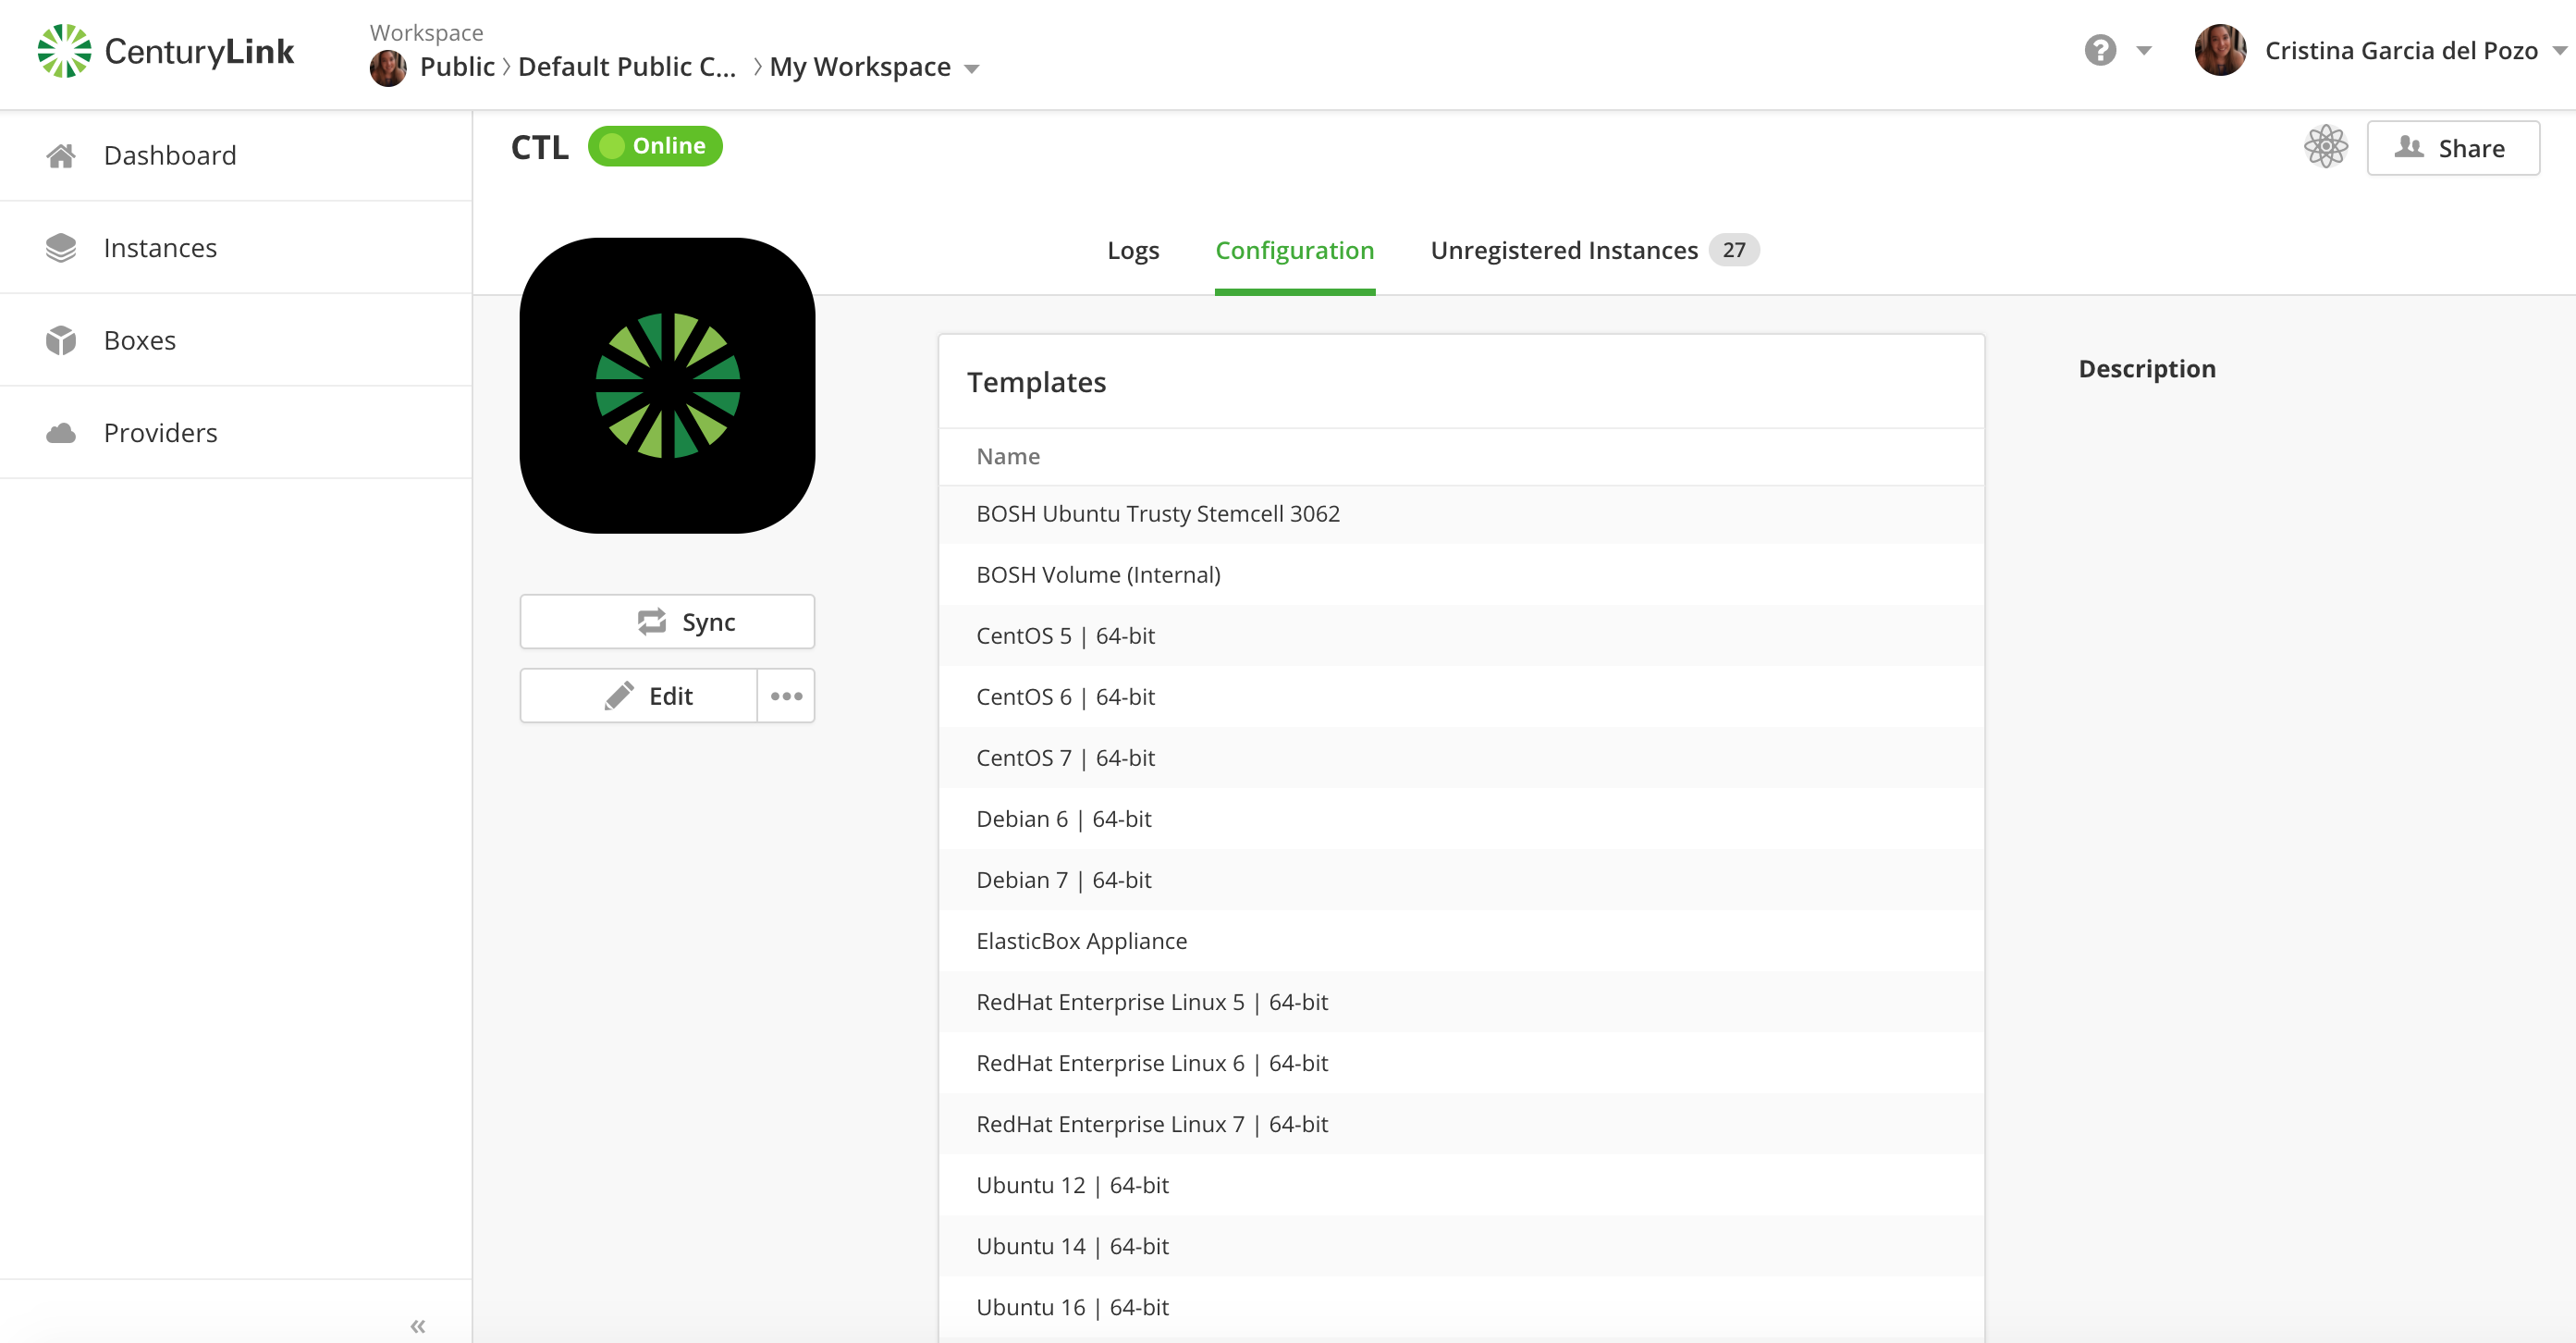 CenturyLink
Workspace
Public › Default Public C... › My Workspace
?
Cristina Garcia del Pozo
Dashboard
Instances
Boxes
Providers
«
CTL
Online
Share
Logs
Configuration
Unregistered Instances 27
Sync
Edit
•••
Templates
Name
BOSH Ubuntu Trusty Stemcell 3062
BOSH Volume (Internal)
CentOS 5 | 64-bit
CentOS 6 | 64-bit
CentOS 7 | 64-bit
Debian 6 | 64-bit
Debian 7 | 64-bit
ElasticBox Appliance
RedHat Enterprise Linux 5 | 64-bit
RedHat Enterprise Linux 6 | 64-bit
RedHat Enterprise Linux 7 | 64-bit
Ubuntu 12 | 64-bit
Ubuntu 14 | 64-bit
Ubuntu 16 | 64-bit
Description